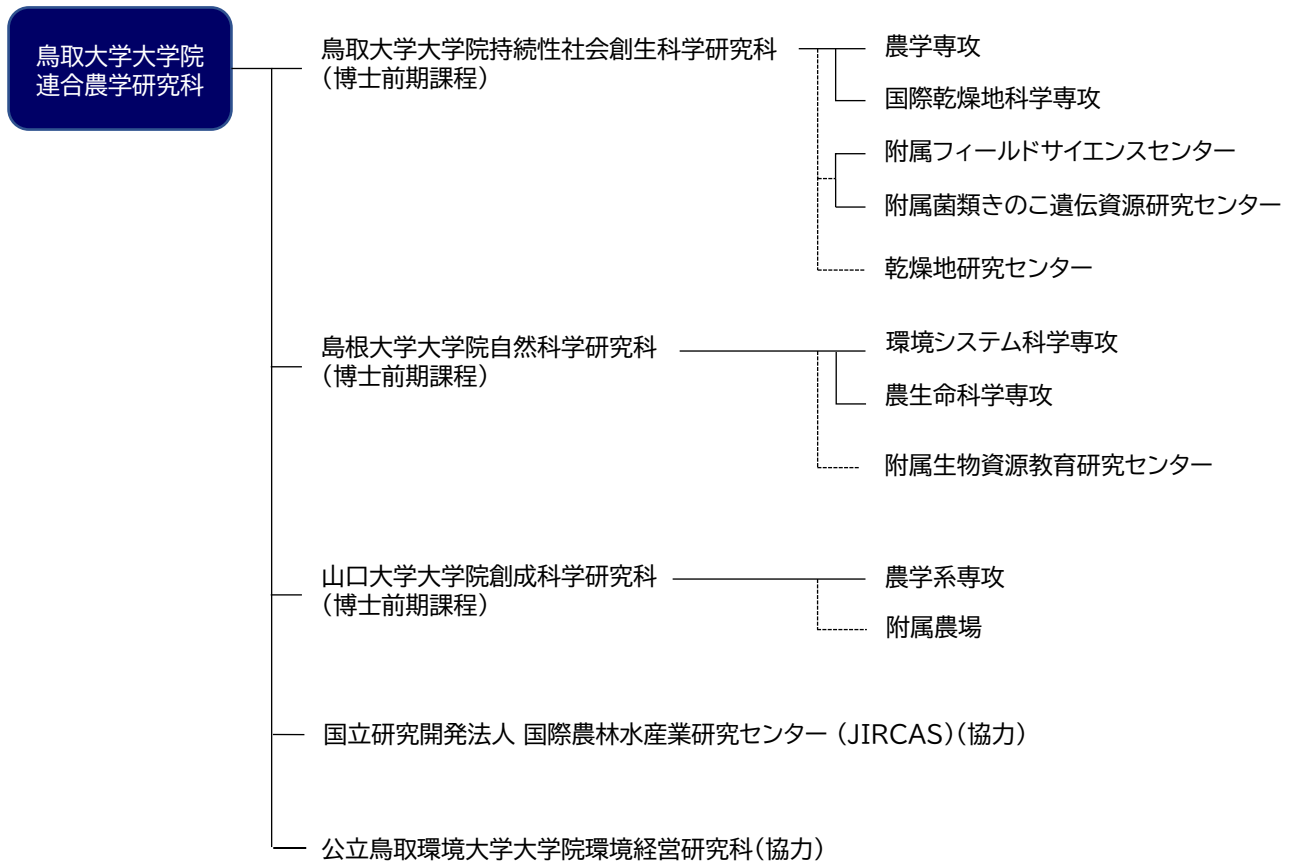 鳥取大学大学院
連合農学研究科
鳥取大学大学院持続性社会創生科学研究科
（博士前期課程）
農学専攻
国際乾燥地科学専攻
附属フィールドサイエンスセンター
附属菌類きのこ遺伝資源研究センター
乾燥地研究センター
島根大学大学院自然科学研究科
（博士前期課程）
環境システム科学専攻
農生命科学専攻
附属生物資源教育研究センター
山口大学大学院創成科学研究科
（博士前期課程）
農学系専攻
附属農場
国立研究開発法人 国際農林水産業研究センター （JIRCAS）（協力）
公立鳥取環境大学大学院環境経営研究科（協力）